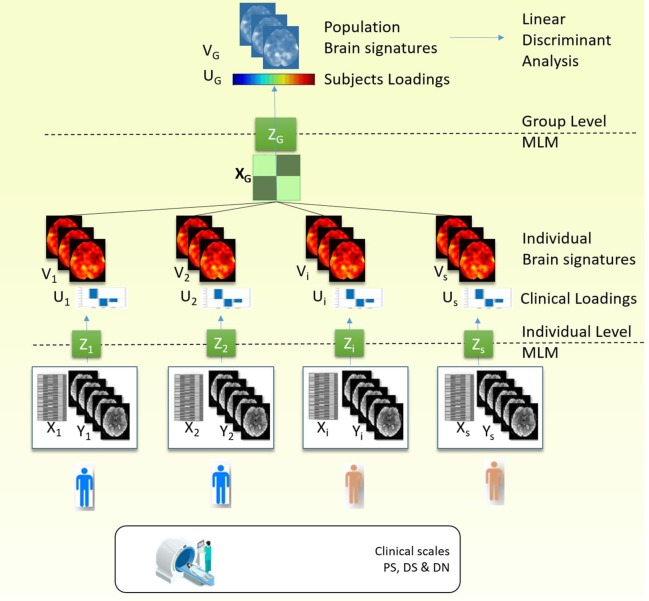 Population
Brain signatures
Linear
Discriminant
Analysis
V_G
U_G
Subjects Loadings
Group Level
MLM
Z_G
X_G
Individual
Brain signatures
V_1 V_2 V_i V_s
U_1 U_2 U_i U_s Clinical Loadings
Individual Level
MLM
Z_1 Z_2 Z_i Z_s
X_1 Y_1 X_2 Y_2 X_i Y_i X_s Y_s
Clinical scales
PS, DS & DN